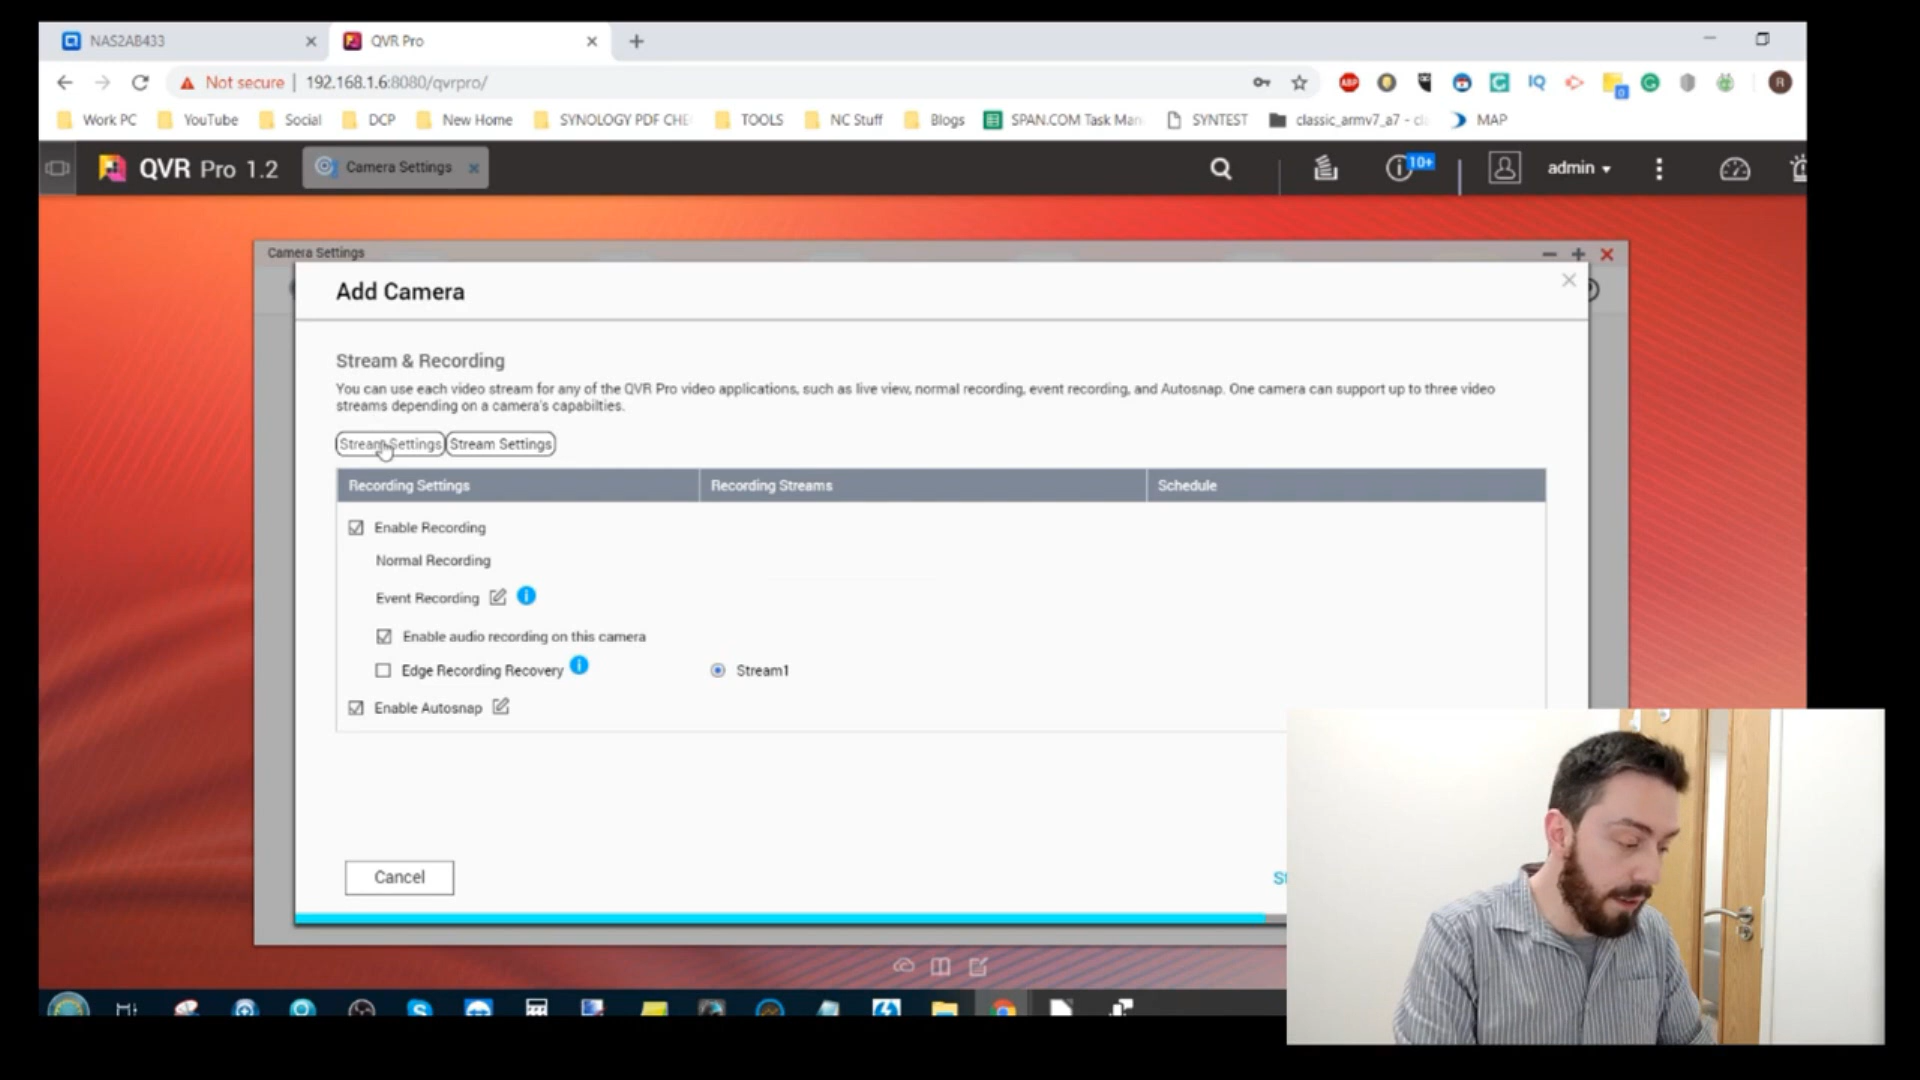 NAS2AB433
QVR Pro
Not secure | 192.168.1.6:8080/qvrpro/
ABP
IQ
0
R
Work PC
YouTube
Social
DCP
New Home
SYNOLOGY PDF CHE
TOOLS
NC Stuff
Blogs
SPAN.COM Task Man
SYNTEST
classic_armv7_a7 - cl
MAP
QVR Pro 1.2
Camera Settings
10+
admin
Camera Settings
Add Camera
Stream & Recording
You can use each video stream for any of the QVR Pro video applications, such as live view, normal recording, event recording, and Autosnap. One camera can support up to three video
streams depending on a camera's capabilties.
Stream Settings
Stream Settings
Recording Settings
Recording Streams
Schedule
Enable Recording
Normal Recording
Event Recording
Enable audio recording on this camera
Edge Recording Recovery
Stream1
Enable Autosnap
Cancel